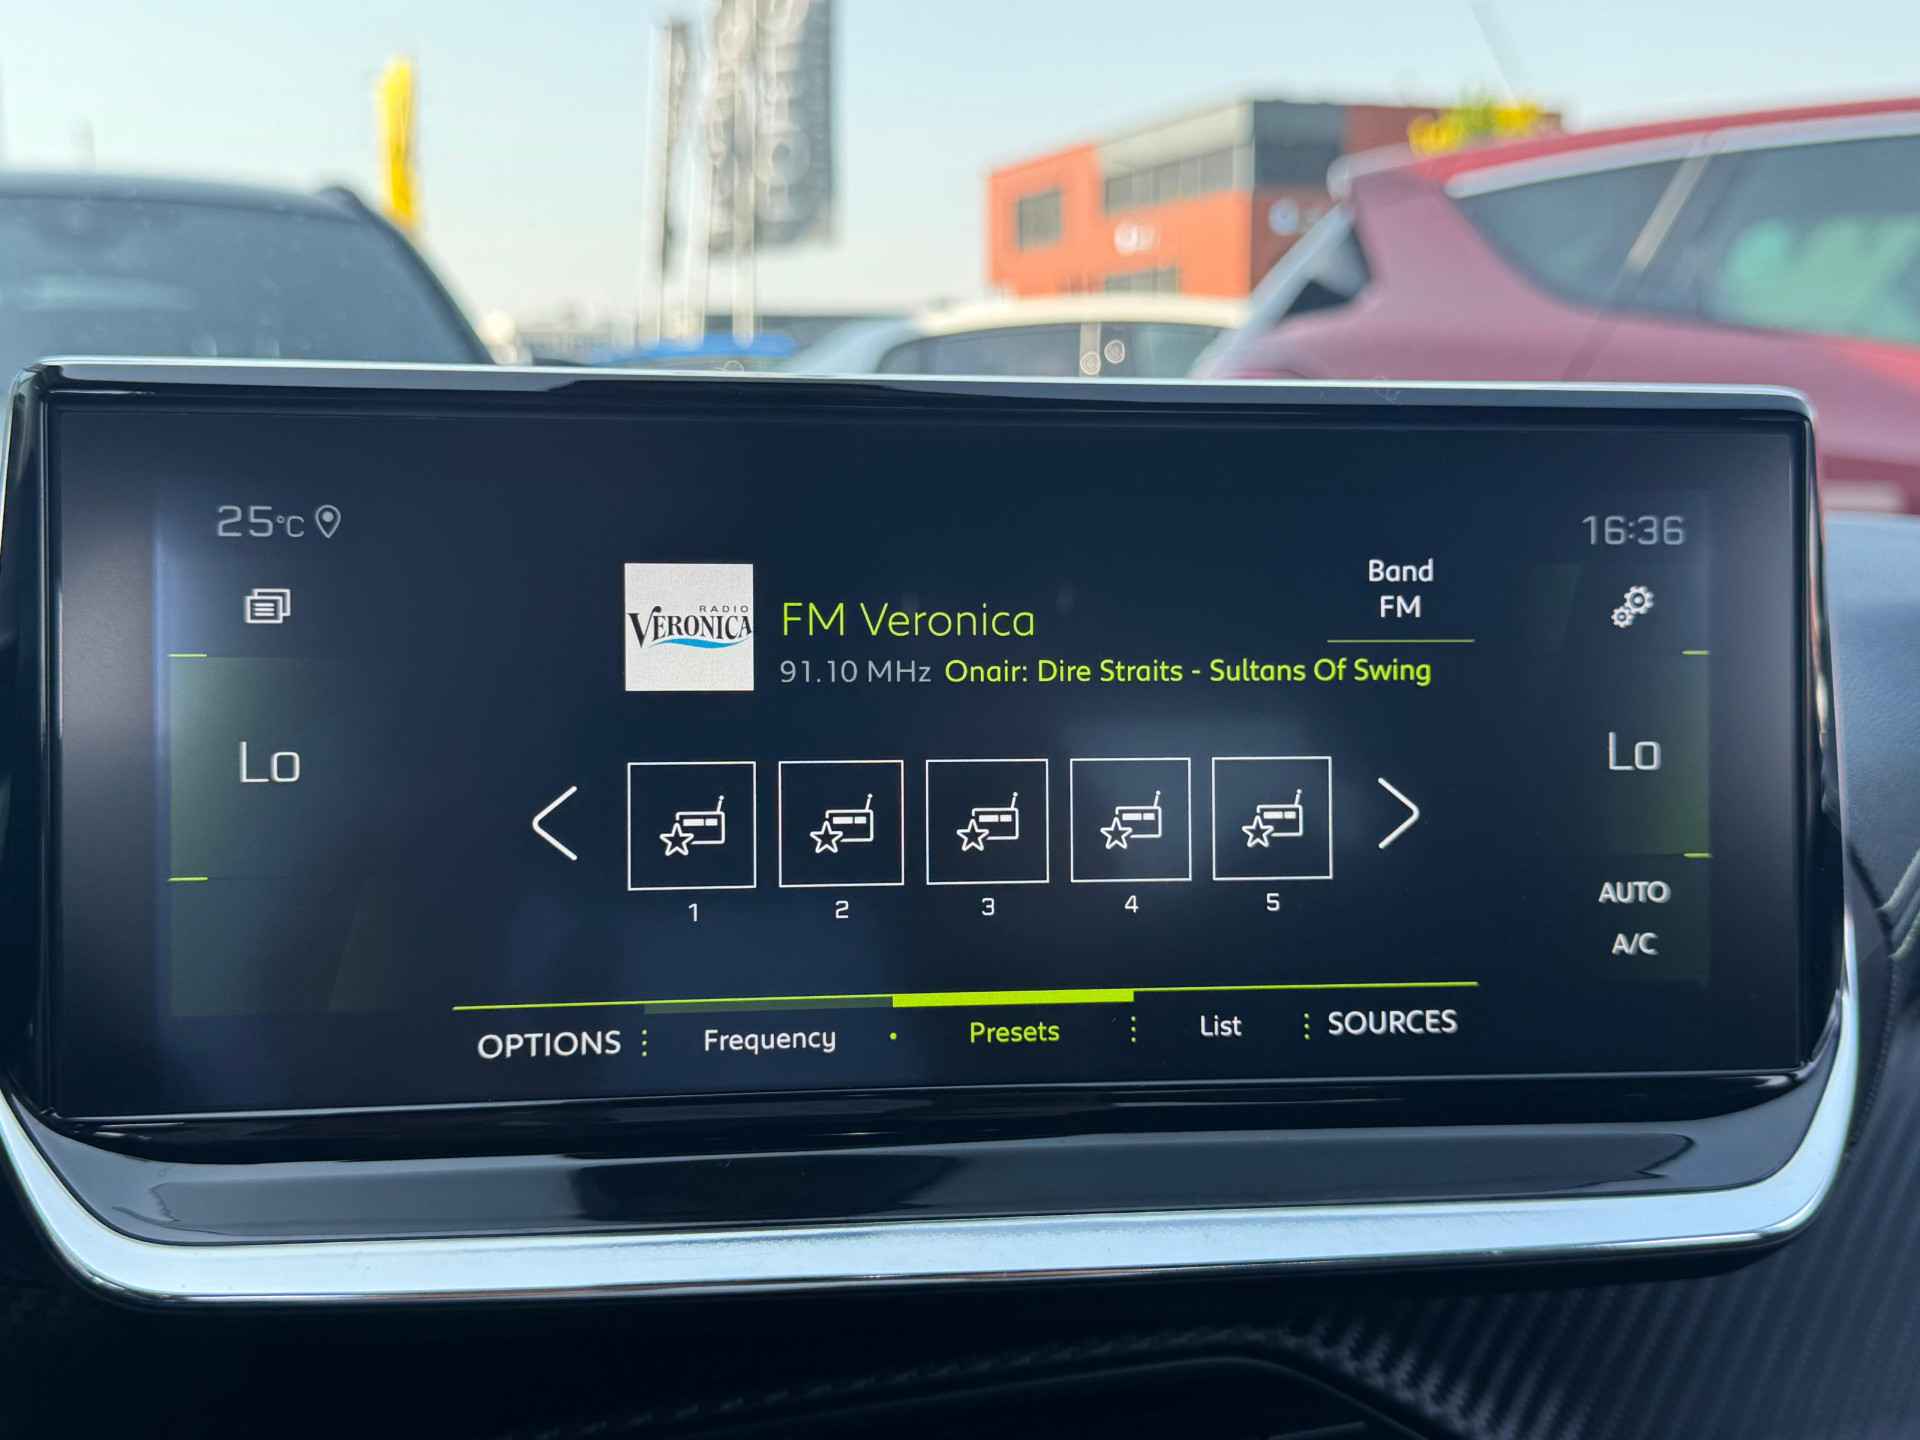 25°C
16:36
Band
FM
RADIO
VERONICA
FM Veronica
91.10 MHz Onair: Dire Straits - Sultans Of Swing
Lo
Lo
1 2 3 4 5
AUTO
A/C
OPTIONS Frequency Presets List SOURCES